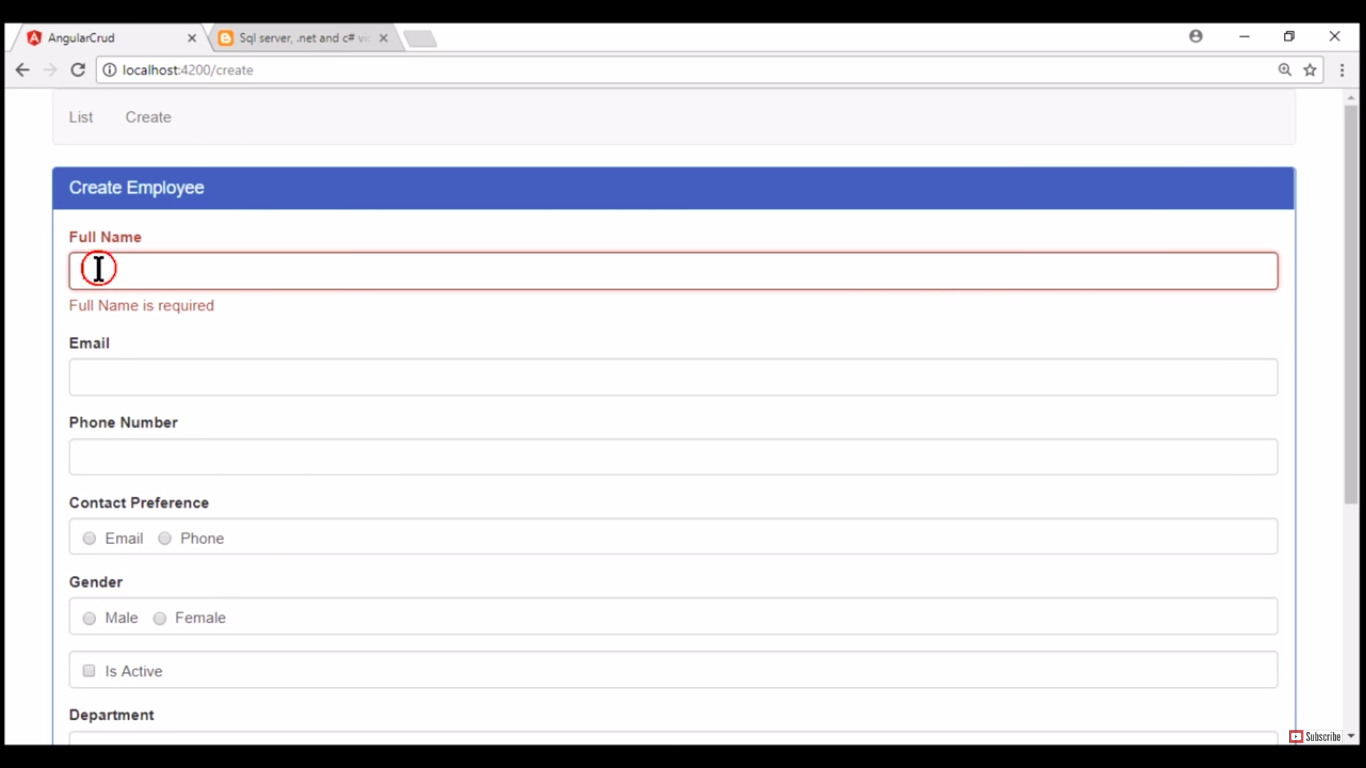 AngularCrud
Sql server, .net and c# vi
localhost:4200/create
List Create
Create Employee
Full Name
Full Name is required
Email
Phone Number
Contact Preference
Email Phone
Gender
Male Female
Is Active
Department
Subscribe